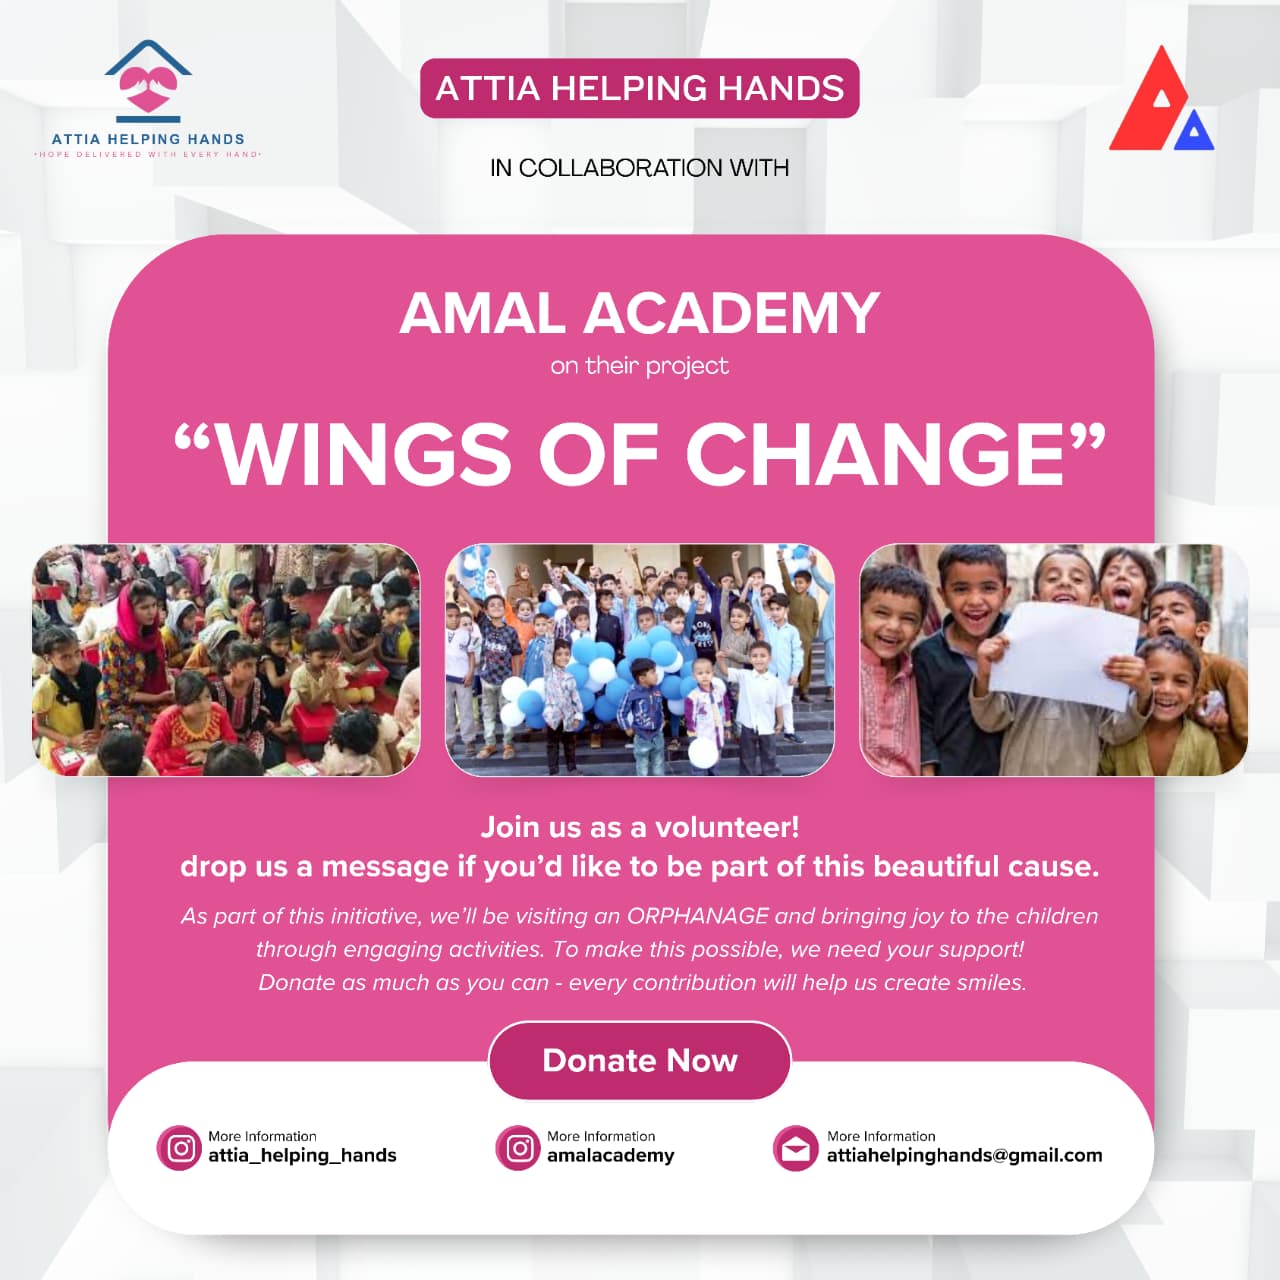 ATTIA HELPING HANDS
•HOPE DELIVERED WITH EVERY HAND•
ATTIA HELPING HANDS
IN COLLABORATION WITH
AMAL ACADEMY
on their project
“WINGS OF CHANGE”
Join us as a volunteer!
drop us a message if you’d like to be part of this beautiful cause.
As part of this initiative, we’ll be visiting an ORPHANAGE and bringing joy to the children
through engaging activities. To make this possible, we need your support!
Donate as much as you can - every contribution will help us create smiles.
Donate Now
More Information
attia_helping_hands
More Information
amalacademy
More Information
attiahelpinghands@gmail.com